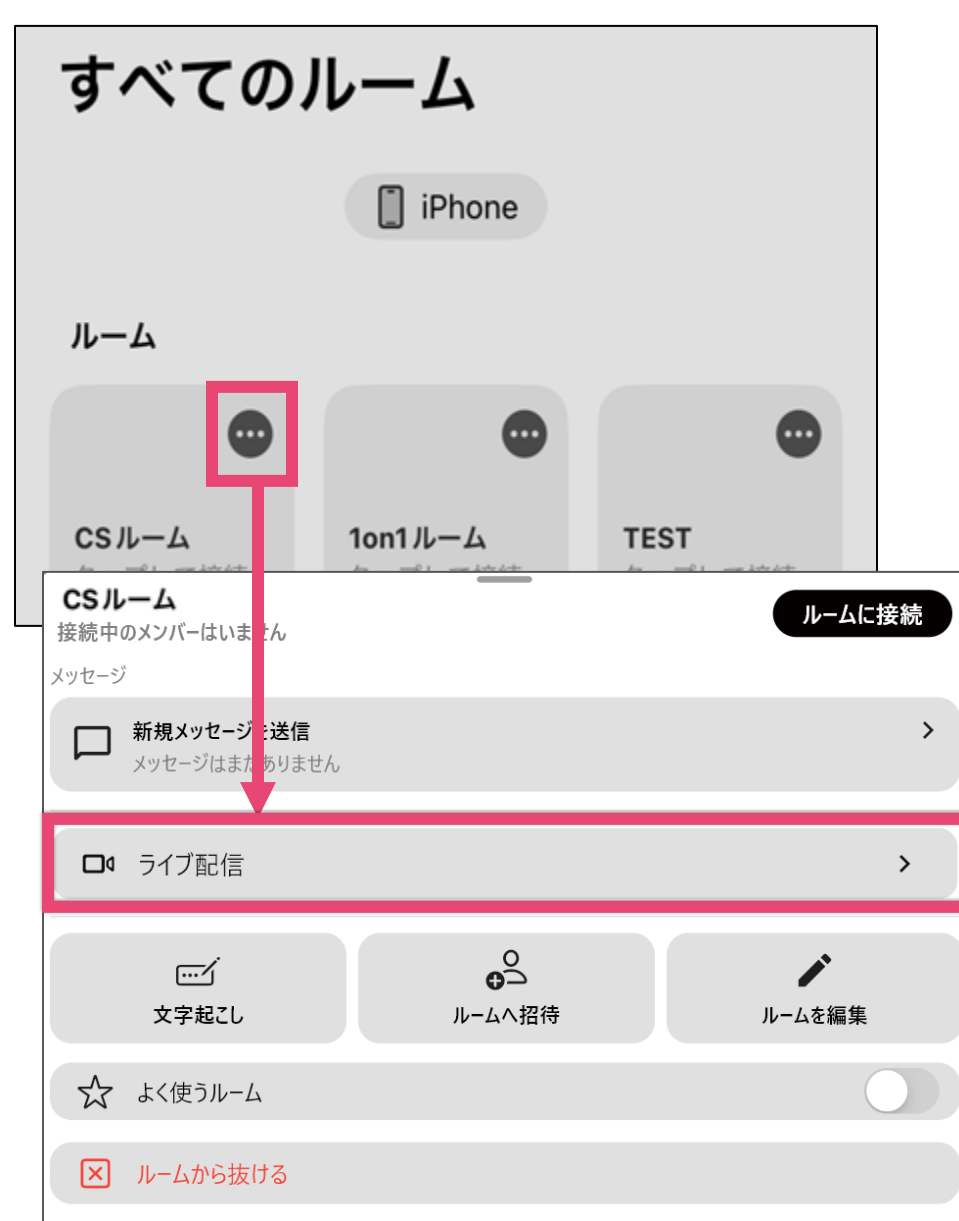 すべてのルーム
iPhone
ルーム
CSルーム
1on1ルーム
TEST
CSルーム
ルームに接続
接続中のメンバーはいません
メッセージ
新規メッセージを送信
メッセージはまだありません
ライブ配信
文字起こし
ルームへ招待
ルームを編集
よく使うルーム
ルームから抜ける